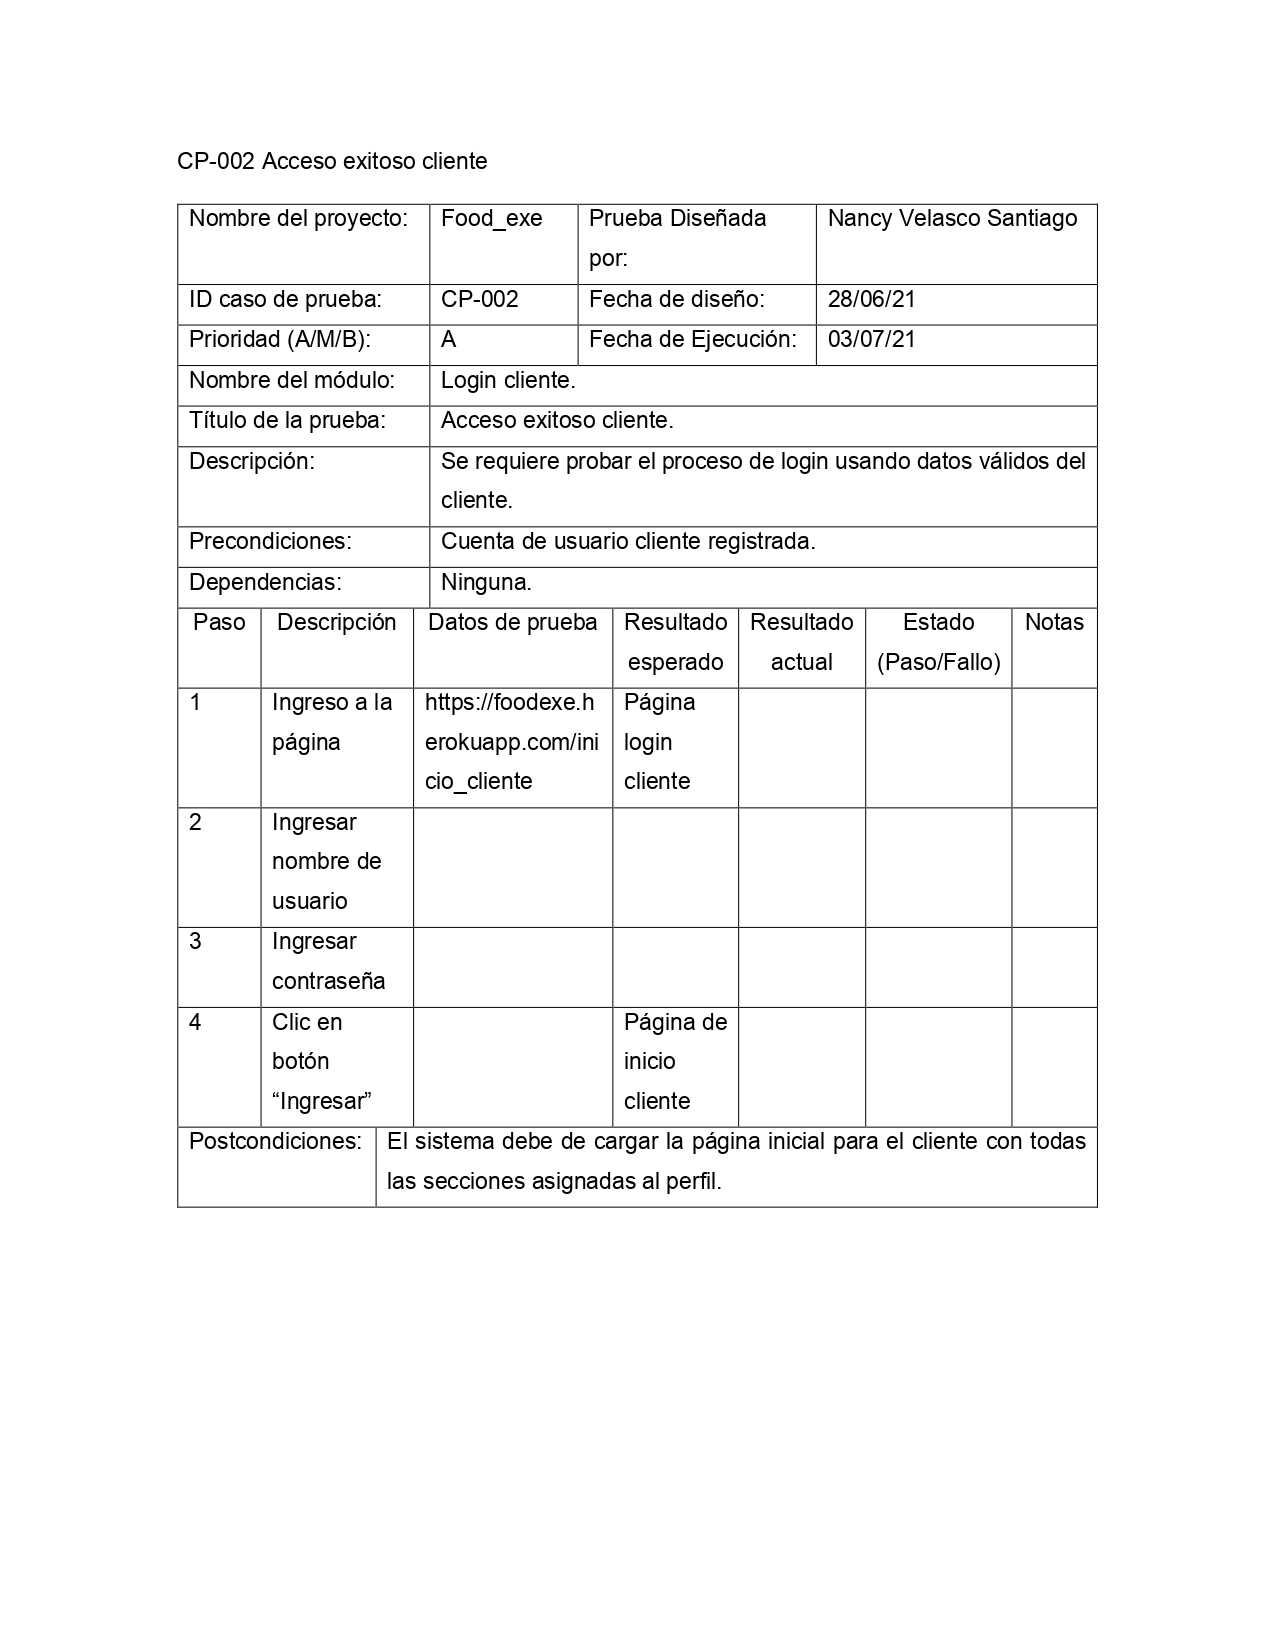 CP-002 Acceso exitoso cliente
Nombre del proyecto: Food_exe Prueba Diseñada por: Nancy Velasco Santiago
ID caso de prueba: CP-002 Fecha de diseño: 28/06/21
Prioridad (A/M/B): A Fecha de Ejecución: 03/07/21
Nombre del módulo: Login cliente.
Título de la prueba: Acceso exitoso cliente.
Descripción: Se requiere probar el proceso de login usando datos válidos del
cliente.
Precondiciones: Cuenta de usuario cliente registrada.
Dependencias: Ninguna.
Paso Descripción Datos de prueba Resultado esperado Resultado actual Estado (Paso/Fallo) Notas
1 Ingreso a la página https://foodexe.herokuapp.com/inicio_cliente Página login cliente
2 Ingresar nombre de usuario
3 Ingresar contraseña
4 Clic en botón “Ingresar” Página de inicio cliente
Postcondiciones: El sistema debe de cargar la página inicial para el cliente con todas
las secciones asignadas al perfil.